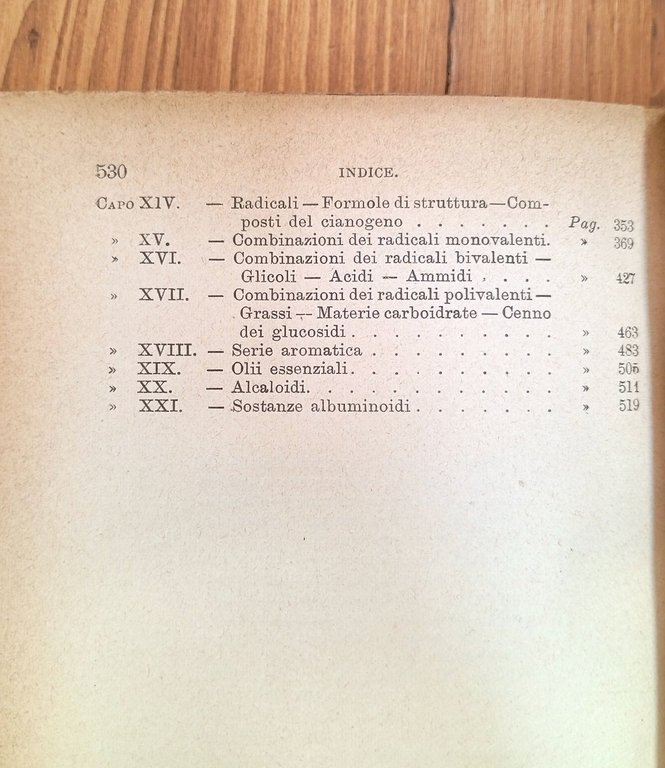 530 INDICE.
CAPO XIV. — Radicali — Formole di struttura — Com-
posti del cianogeno . . . . . . . Pag. 353
» XV. — Combinazioni dei radicali monovalenti. » 369
» XVI. — Combinazioni dei radicali bivalenti —
Glicoli — Acidi — Ammidi . . . . » 427
» XVII. — Combinazioni dei radicali polivalenti —
Grassi — Materie carboidrate — Cenno
dei glucosidi . . . . . . . . . . » 463
» XVIII. — Serie aromatica . . . . . . . . . » 483
» XIX. — Olii essenziali. . . . . . . . . . » 505
» XX. — Alcaloidi. . . . . . . . . . . . » 511
» XXI. — Sostanze albuminoidi . . . . . . . » 519